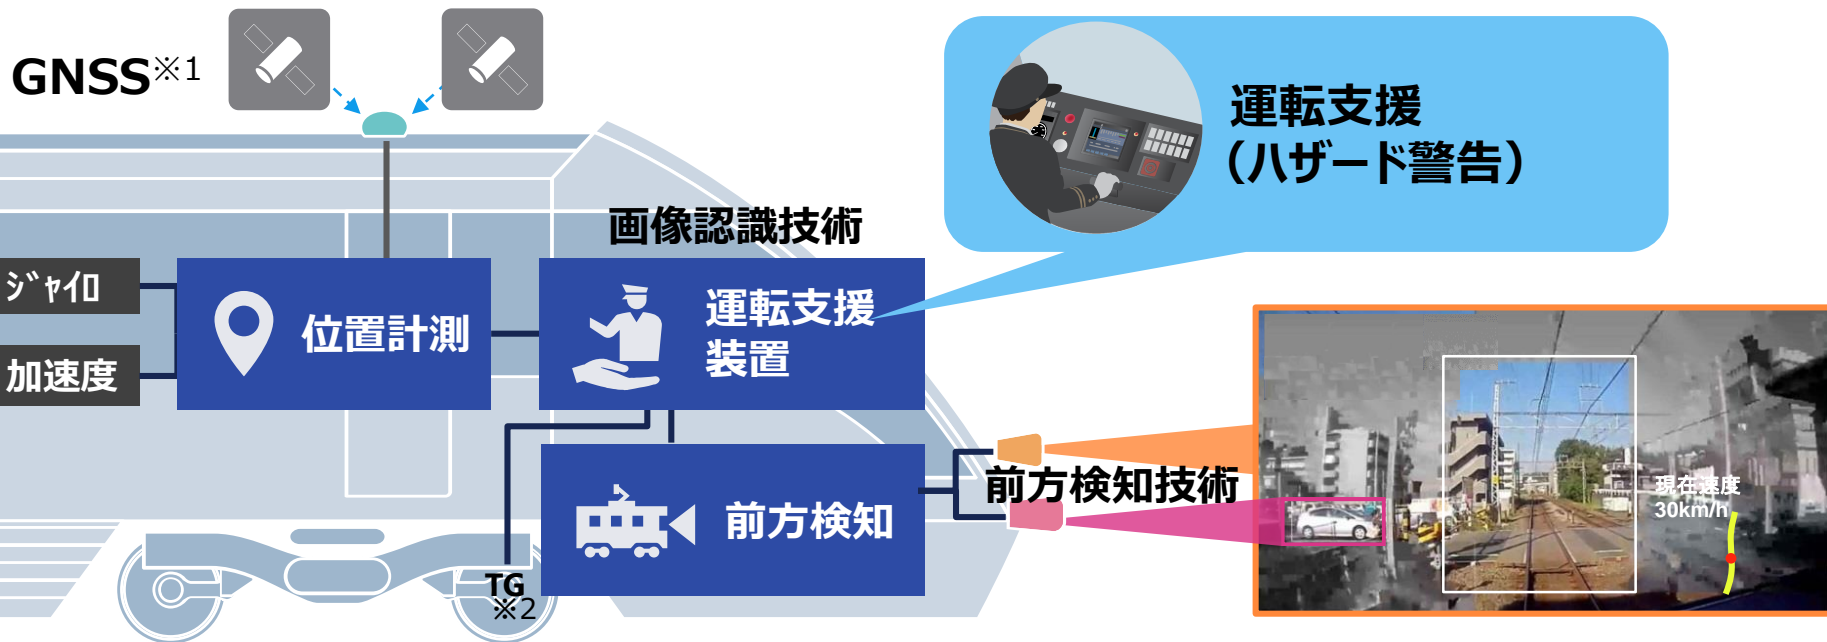 GNSS※1
運転支援
（ハザード警告）
画像認識技術
ｼﾞｬｲﾛ
位置計測
運転支援
装置
加速度
前方検知技術
前方検知
現在速度
30km/h
TG
※2